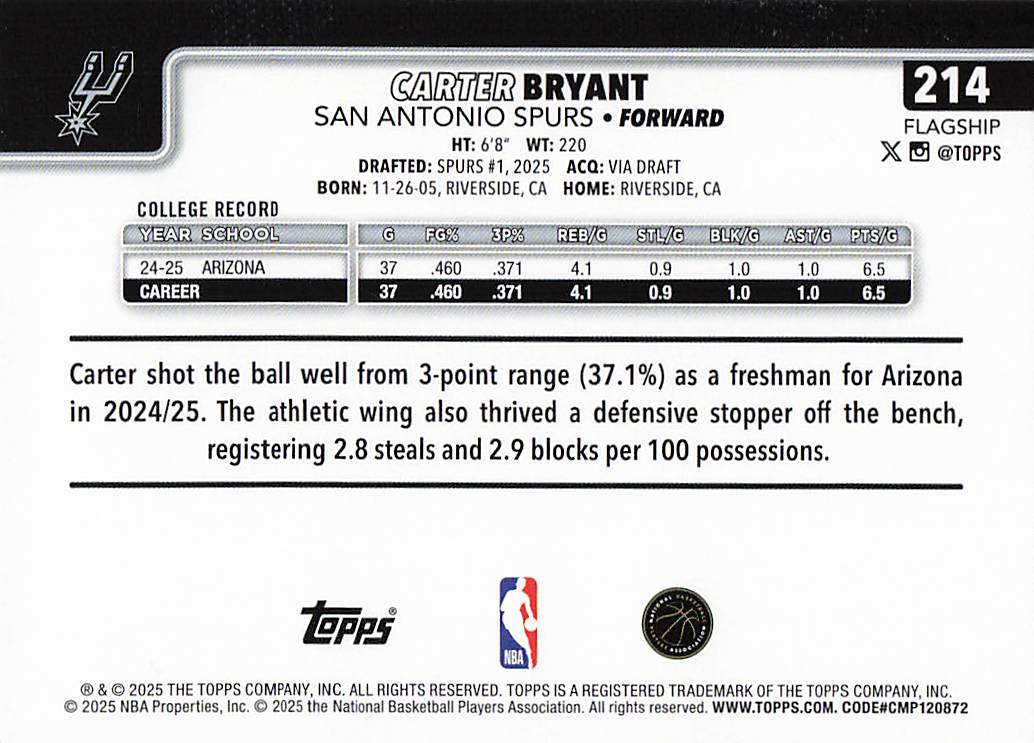 CARTER BRYANT
SAN ANTONIO SPURS • FORWARD
214
FLAGSHIP
X @TOPPS
HT: 6'8" WT: 220
DRAFTED: SPURS #1, 2025 ACQ: VIA DRAFT
BORN: 11-26-05, RIVERSIDE, CA HOME: RIVERSIDE, CA
COLLEGE RECORD
YEAR SCHOOL G FG% 3P% REB/G STL/G BLK/G AST/G PTS/G
24-25 ARIZONA 37 .460 .371 4.1 0.9 1.0 1.0 6.5
CAREER 37 .460 .371 4.1 0.9 1.0 1.0 6.5
Carter shot the ball well from 3-point range (37.1%) as a freshman for Arizona
in 2024/25. The athletic wing also thrived a defensive stopper off the bench,
registering 2.8 steals and 2.9 blocks per 100 possessions.
TOPPS®
NBA
NATIONAL BASKETBALL PLAYERS ASSOCIATION
® & © 2025 THE TOPPS COMPANY, INC. ALL RIGHTS RESERVED. TOPPS IS A REGISTERED TRADEMARK OF THE TOPPS COMPANY, INC.
© 2025 NBA Properties, Inc. © 2025 the National Basketball Players Association. All rights reserved. WWW.TOPPS.COM. CODE#CMP120872